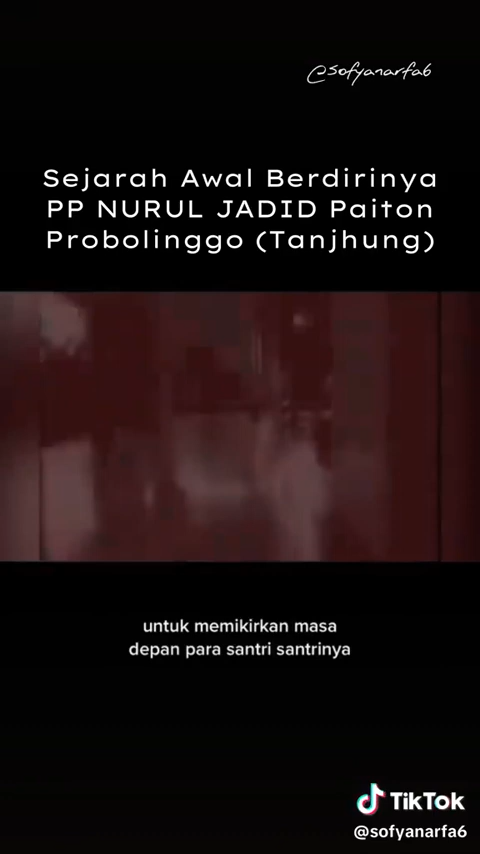 @sofyanarfa6
Sejarah Awal Berdirinya
PP NURUL JADID Paiton
Probolinggo (Tanjhung)
untuk memikirkan masa
depan para santri santrinya
TikTok
@sofyanarfa6